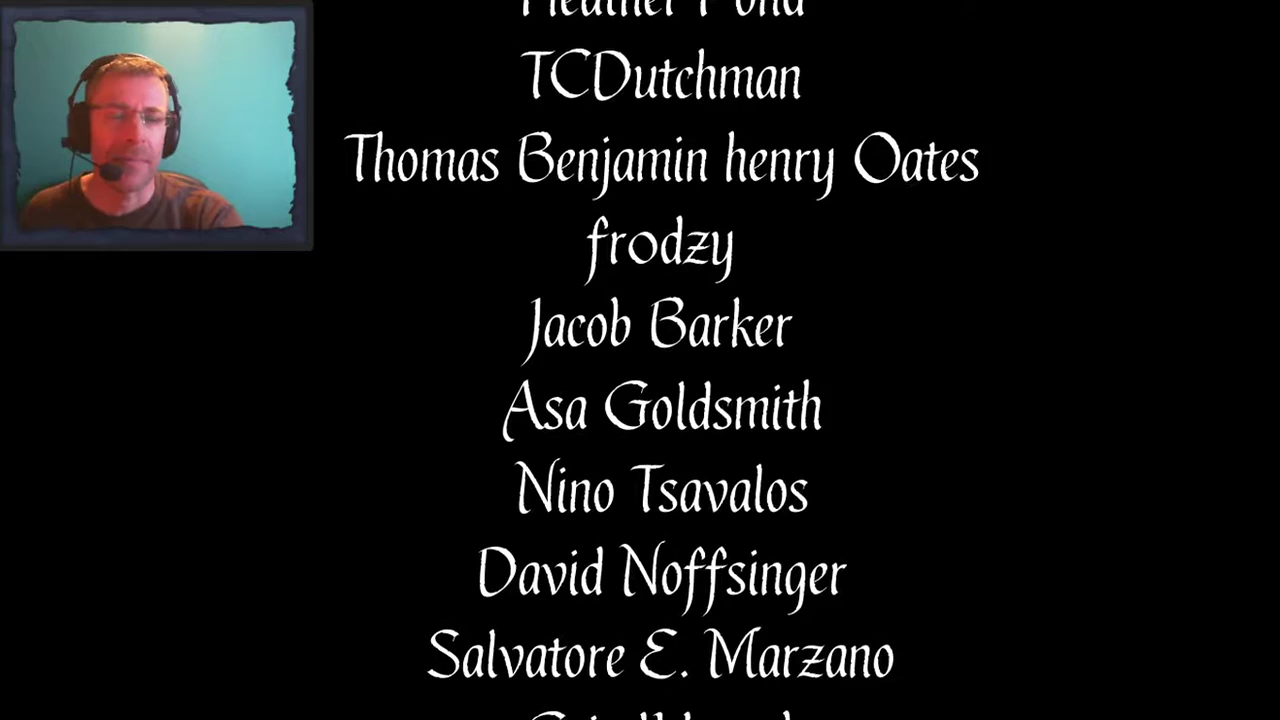 TCDutchman
Thomas Benjamin henry Oates
frodzy
Jacob Barker
Asa Goldsmith
Nino Tsavalos
David Noffsinger
Salvatore E. Marzano